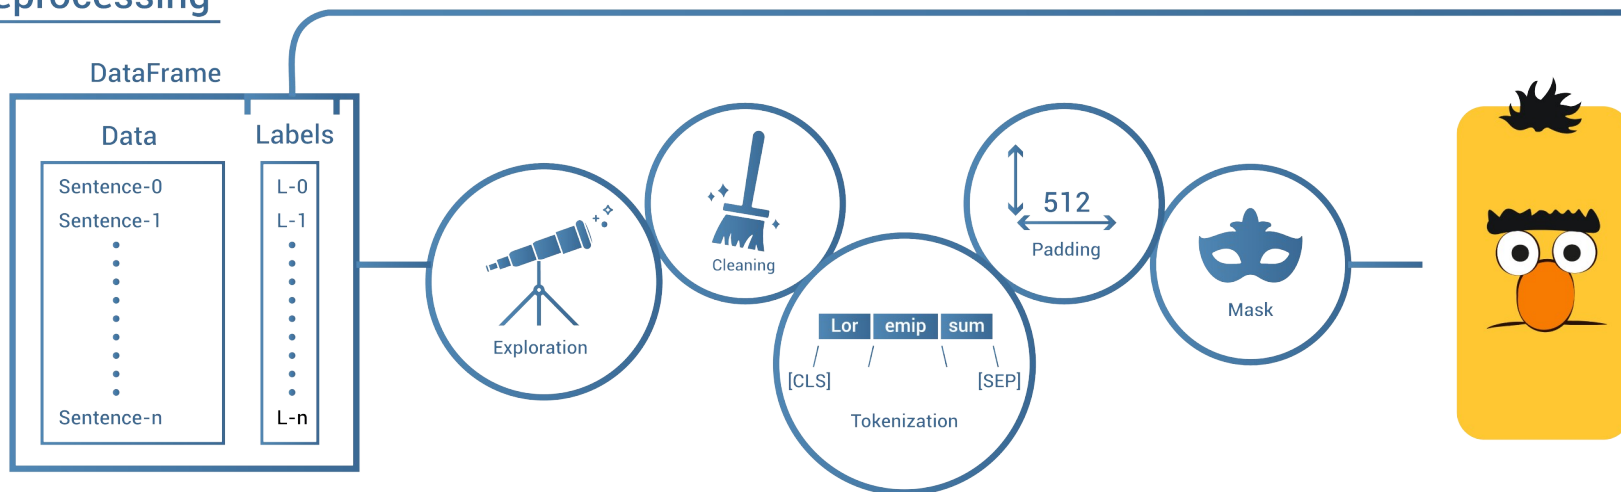 eprocessing
DataFrame
Data
Labels
Sentence-0
L-0
Sentence-1
L-1
Sentence-n
L-n
Exploration
Cleaning
Lor emip sum
[CLS] [SEP]
Tokenization
512
Padding
Mask